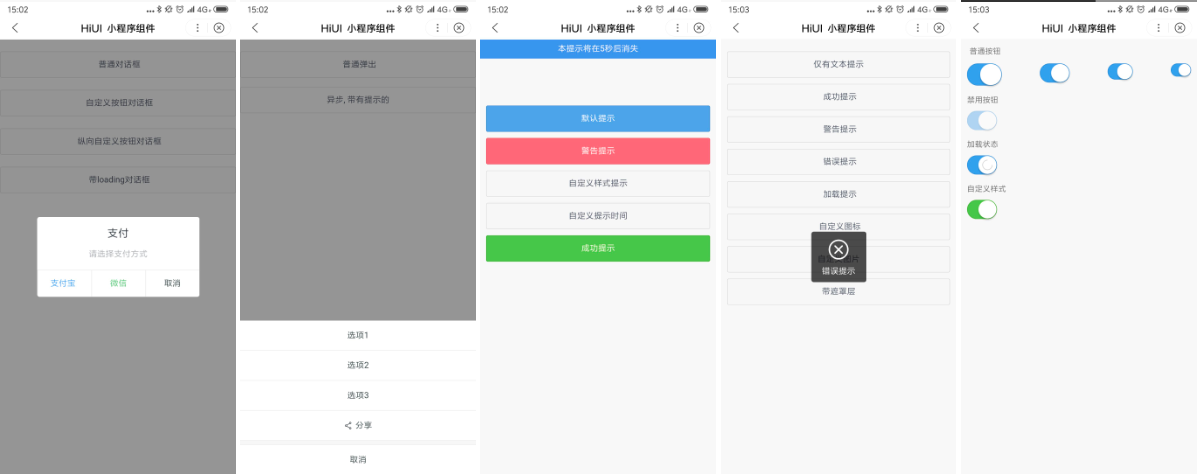 15:02
4G+
HiUI 小程序组件
普通对话框
自定义按钮对话框
纵向自定义按钮对话框
带loading对话框
支付
请选择支付方式
支付宝 微信 取消
15:02
4G+
HiUI 小程序组件
普通弹出
异步, 带有提示的
选项1
选项2
选项3
分享
取消
15:02
4G+
HiUI 小程序组件
本提示将在5秒后消失
默认提示
警告提示
自定义样式提示
自定义提示时间
成功提示
15:03
4G+
HiUI 小程序组件
仅有文本提示
成功提示
警告提示
错误提示
加载提示
自定义图标
错误提示
带遮罩层
15:03
4G+
HiUI 小程序组件
普通按钮
禁用按钮
加载状态
自定义样式